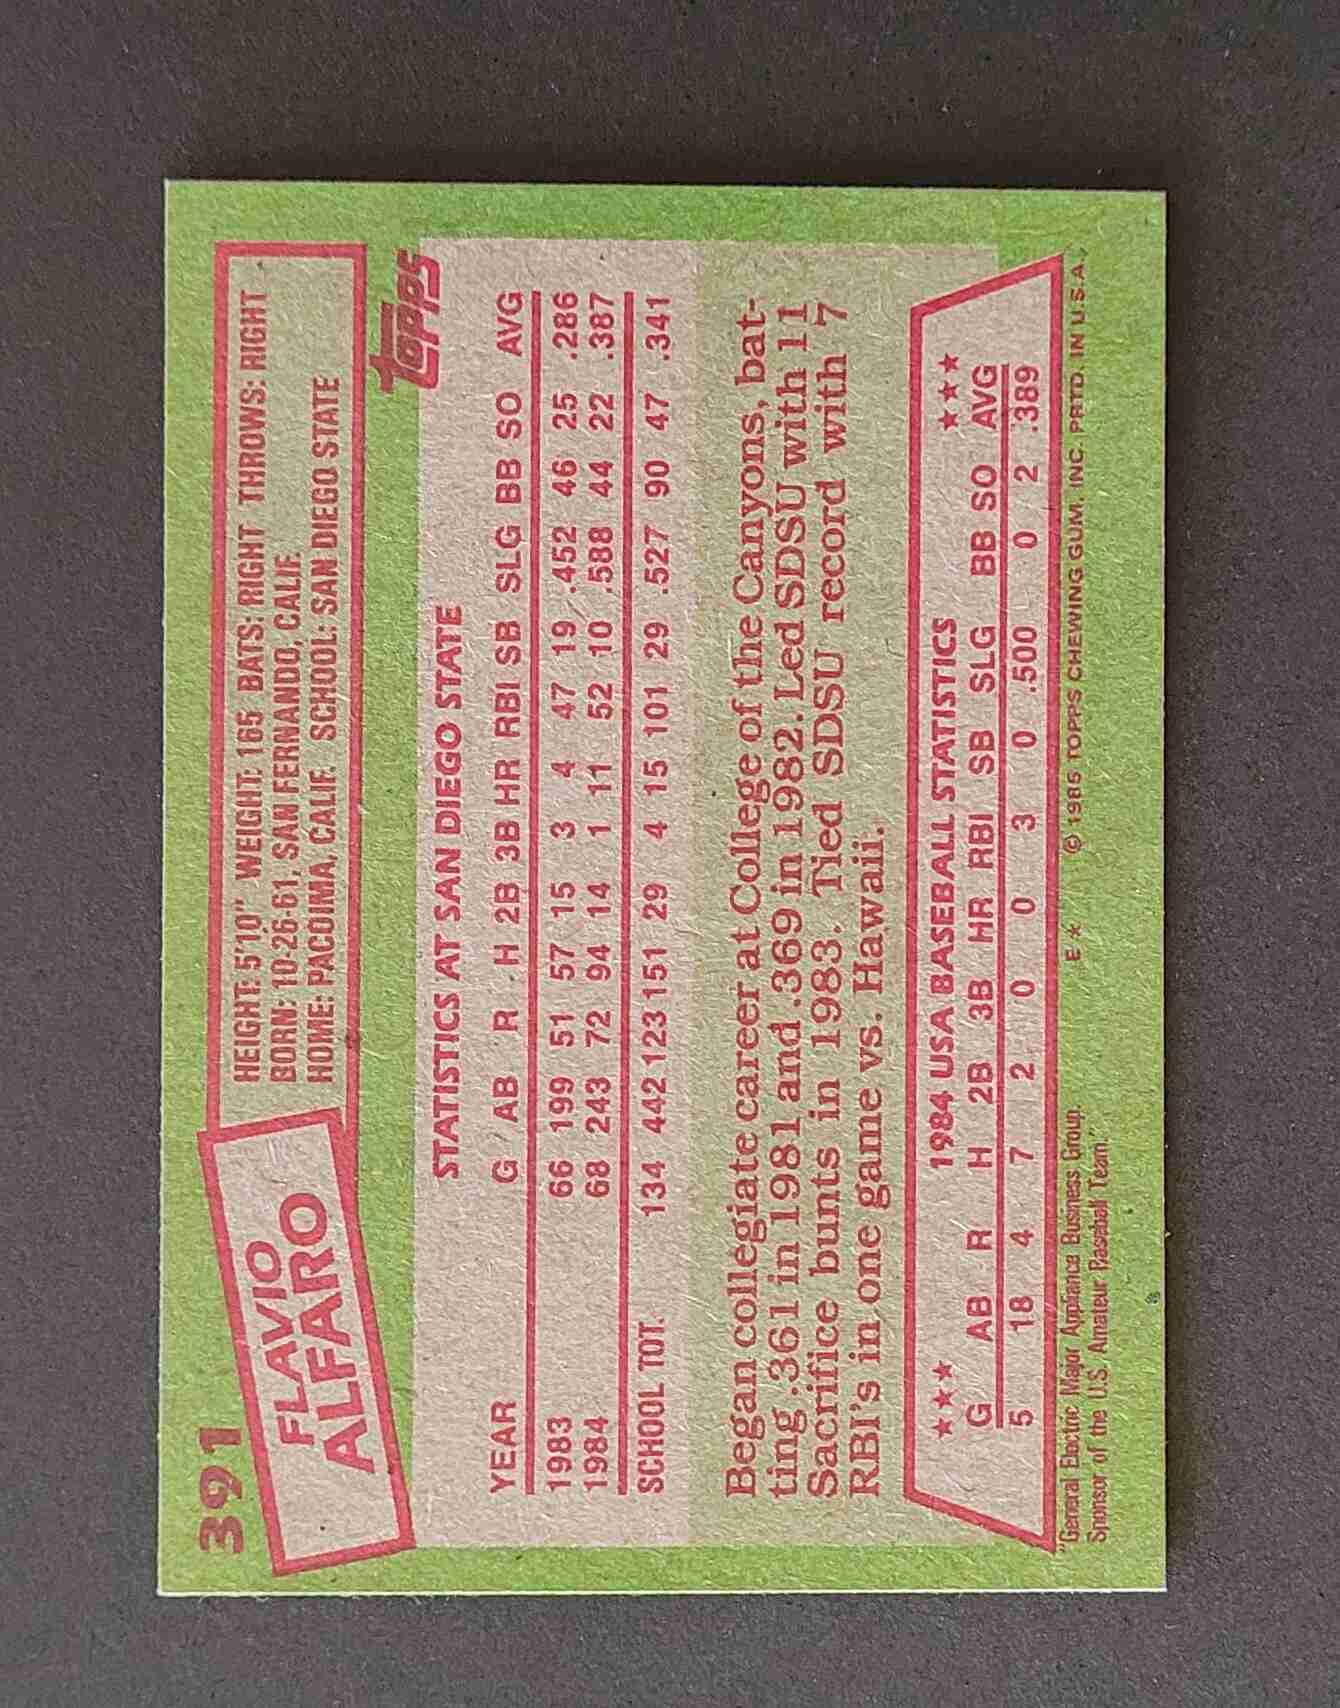 391
FLAVIO
ALFARO
HEIGHT: 5'10" WEIGHT: 165 BATS: RIGHT THROWS: RIGHT
BORN: 10-26-61, SAN FERNANDO, CALIF.
HOME: PACOIMA, CALIF. SCHOOL: SAN DIEGO STATE
topps
STATISTICS AT SAN DIEGO STATE
YEAR G AB R H 2B 3B HR RBI SB SLG BB SO AVG
1983 66 199 51 57 15 3 4 47 19 .452 46 25 .286
1984 68 243 72 94 14 1 11 52 10 .588 44 22 .387
SCHOOL TOT. 134 442 123 151 29 4 15 101 29 .527 90 47 .341
Began collegiate career at College of the Canyons, bat-
ting .361 in 1981 and .369 in 1982. Led SDSU with 11
Sacrifice bunts in 1983. Tied SDSU record with 7
RBI's in one game vs. Hawaii.
★★★ 1984 USA BASEBALL STATISTICS ★★★
G AB R H 2B 3B HR RBI SB SLG BB SO AVG
5 18 4 7 2 0 0 3 0 .500 0 2 .389
"General Electric Major Appliance Business Group,
Sponsor of the U.S. Amateur Baseball Team."
E★ © 1985 TOPPS CHEWING GUM, INC. PRTD. IN U.S.A.